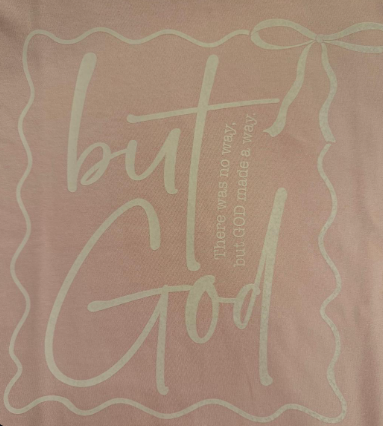 but
God
There was no way,
but GOD made a way.